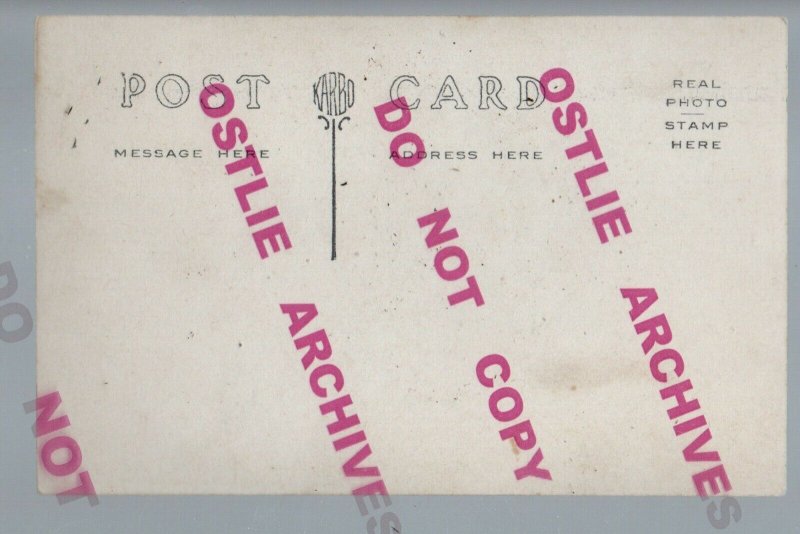 POST KARBO CARD
REAL
PHOTO
STAMP
HERE
MESSAGE HERE
ADDRESS HERE
OSTLIE ARCHIVES
DO NOT COPY
OSTLIE ARCHIVES
DO NOT